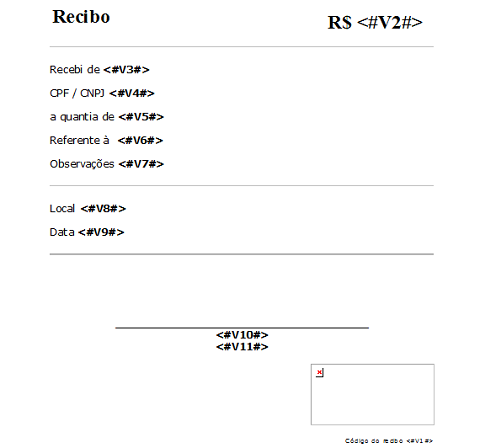 Recibo
R$ <#V2#>
Recebi de <#V3#>
CPF / CNPJ <#V4#>
a quantia de <#V5#>
Referente à <#V6#>
Observações <#V7#>
Local <#V8#>
Data <#V9#>
<#V10#>
<#V11#>
Código do recibo <#V1#>